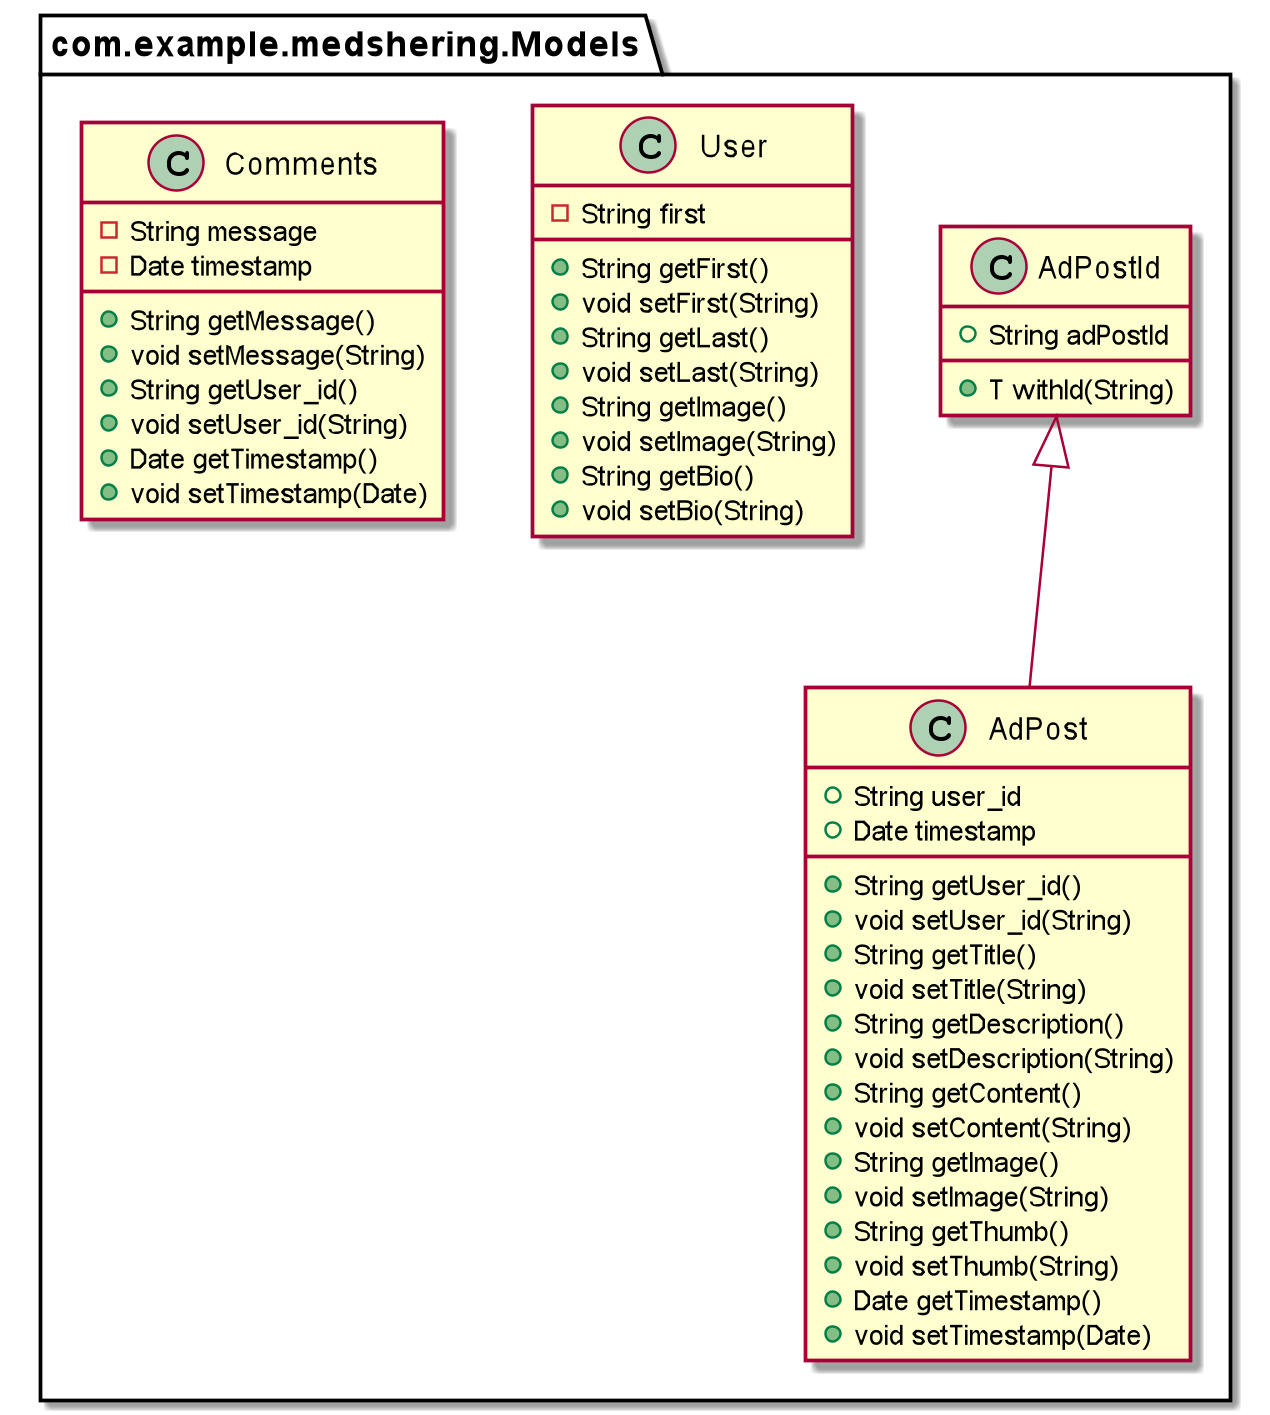 com.example.medshering.Models
C Comments
String message
Date timestamp
String getMessage()
void setMessage(String)
String getUser_id()
void setUser_id(String)
Date getTimestamp()
void setTimestamp(Date)
C User
String first
String getFirst()
void setFirst(String)
String getLast()
void setLast(String)
String getImage()
void setImage(String)
String getBio()
void setBio(String)
C AdPostId
String adPostId
T withId(String)
C AdPost
String user_id
Date timestamp
String getUser_id()
void setUser_id(String)
String getTitle()
void setTitle(String)
String getDescription()
void setDescription(String)
String getContent()
void setContent(String)
String getImage()
void setImage(String)
String getThumb()
void setThumb(String)
Date getTimestamp()
void setTimestamp(Date)